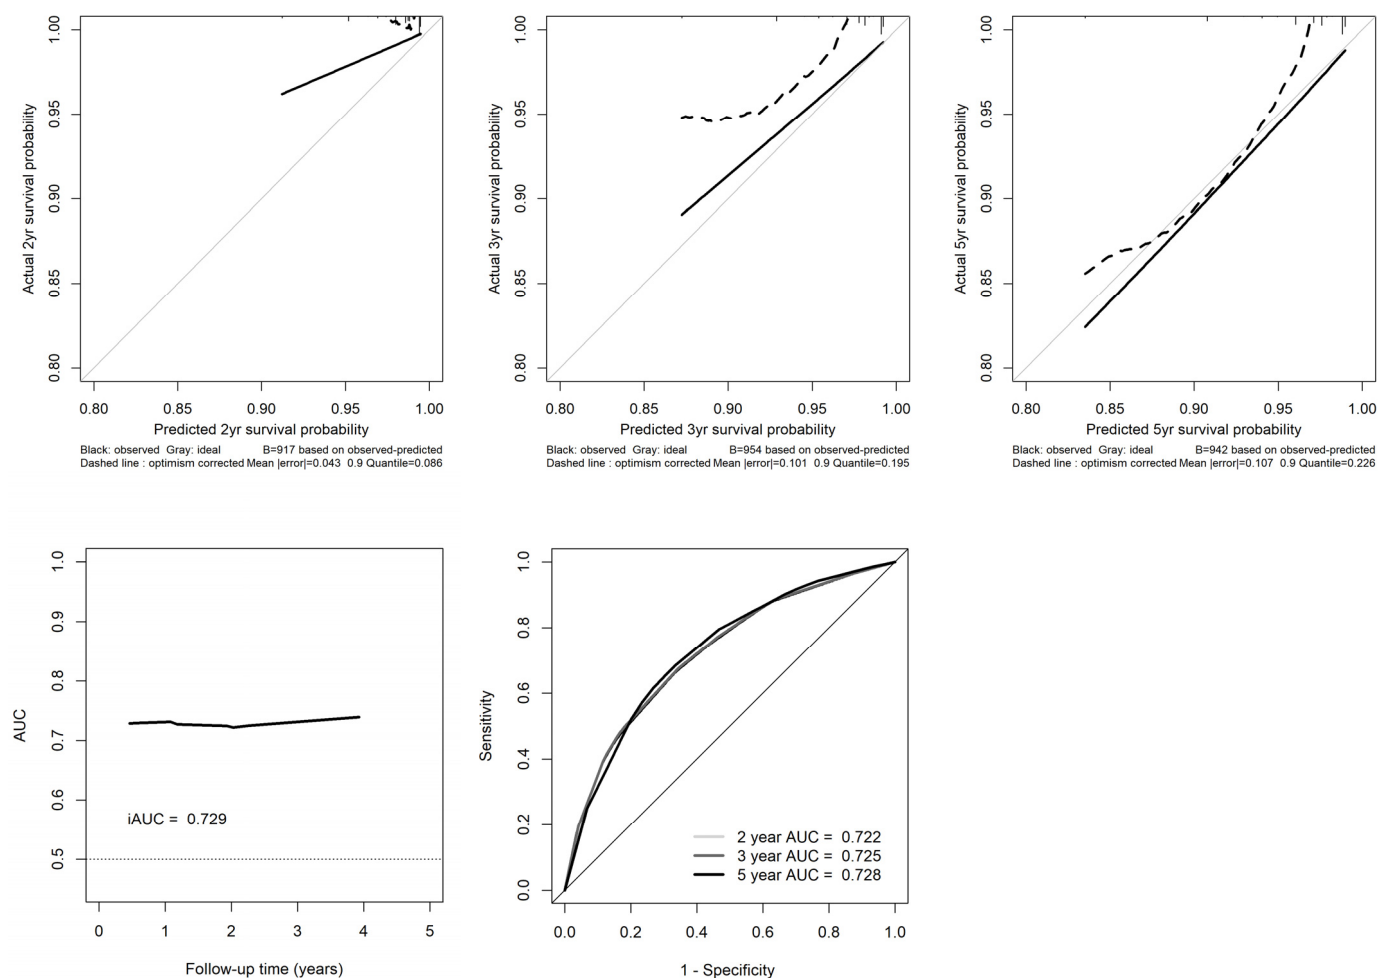 Actual 2yr survival probability
1.00
0.95
0.90
0.85
0.80
0.80 0.85 0.90 0.95 1.00
Predicted 2yr survival probability
Black: observed Gray: ideal B=917 based on observed-predicted
Dashed line : optimism corrected Mean |error|=0.043 0.9 Quantile=0.086
Actual 3yr survival probability
1.00
0.95
0.90
0.85
0.80
0.80 0.85 0.90 0.95 1.00
Predicted 3yr survival probability
Black: observed Gray: ideal B=954 based on observed-predicted
Dashed line : optimism corrected Mean |error|=0.101 0.9 Quantile=0.195
Actual 5yr survival probability
1.00
0.95
0.90
0.85
0.80
0.80 0.85 0.90 0.95 1.00
Predicted 5yr survival probability
Black: observed Gray: ideal B=942 based on observed-predicted
Dashed line : optimism corrected Mean |error|=0.107 0.9 Quantile=0.226
AUC
1.0
0.9
0.8
0.7
0.6
0.5
iAUC = 0.729
0 1 2 3 4 5
Follow-up time (years)
Sensitivity
1.0
0.8
0.6
0.4
0.2
0.0
2 year AUC = 0.722
3 year AUC = 0.725
5 year AUC = 0.728
0.0 0.2 0.4 0.6 0.8 1.0
1 - Specificity